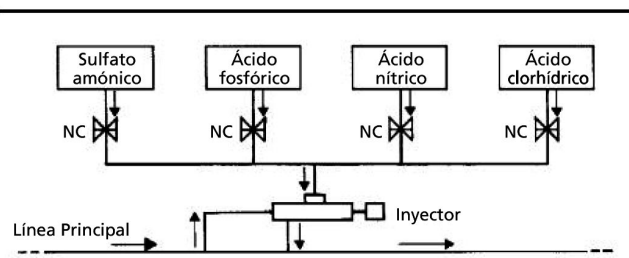 Sulfato
amónico
Ácido
fosfórico
Ácido
nítrico
Ácido
clorhídrico
NC
NC
NC
NC
Inyector
Línea Principal